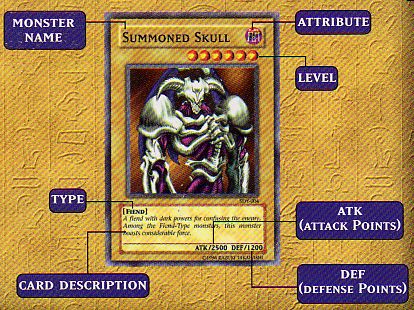 MONSTER
NAME
ATTRIBUTE
SUMMONED SKULL
LEVEL
TYPE
[FIEND]
A fiend with dark powers for confusing the enemy.
Among the Fiend-Type monsters, this monster
boasts considerable force.
ATK/2500 DEF/1200
ATK
(ATTACK POINTS)
CARD DESCRIPTION
DEF
(DEFENSE POINTS)